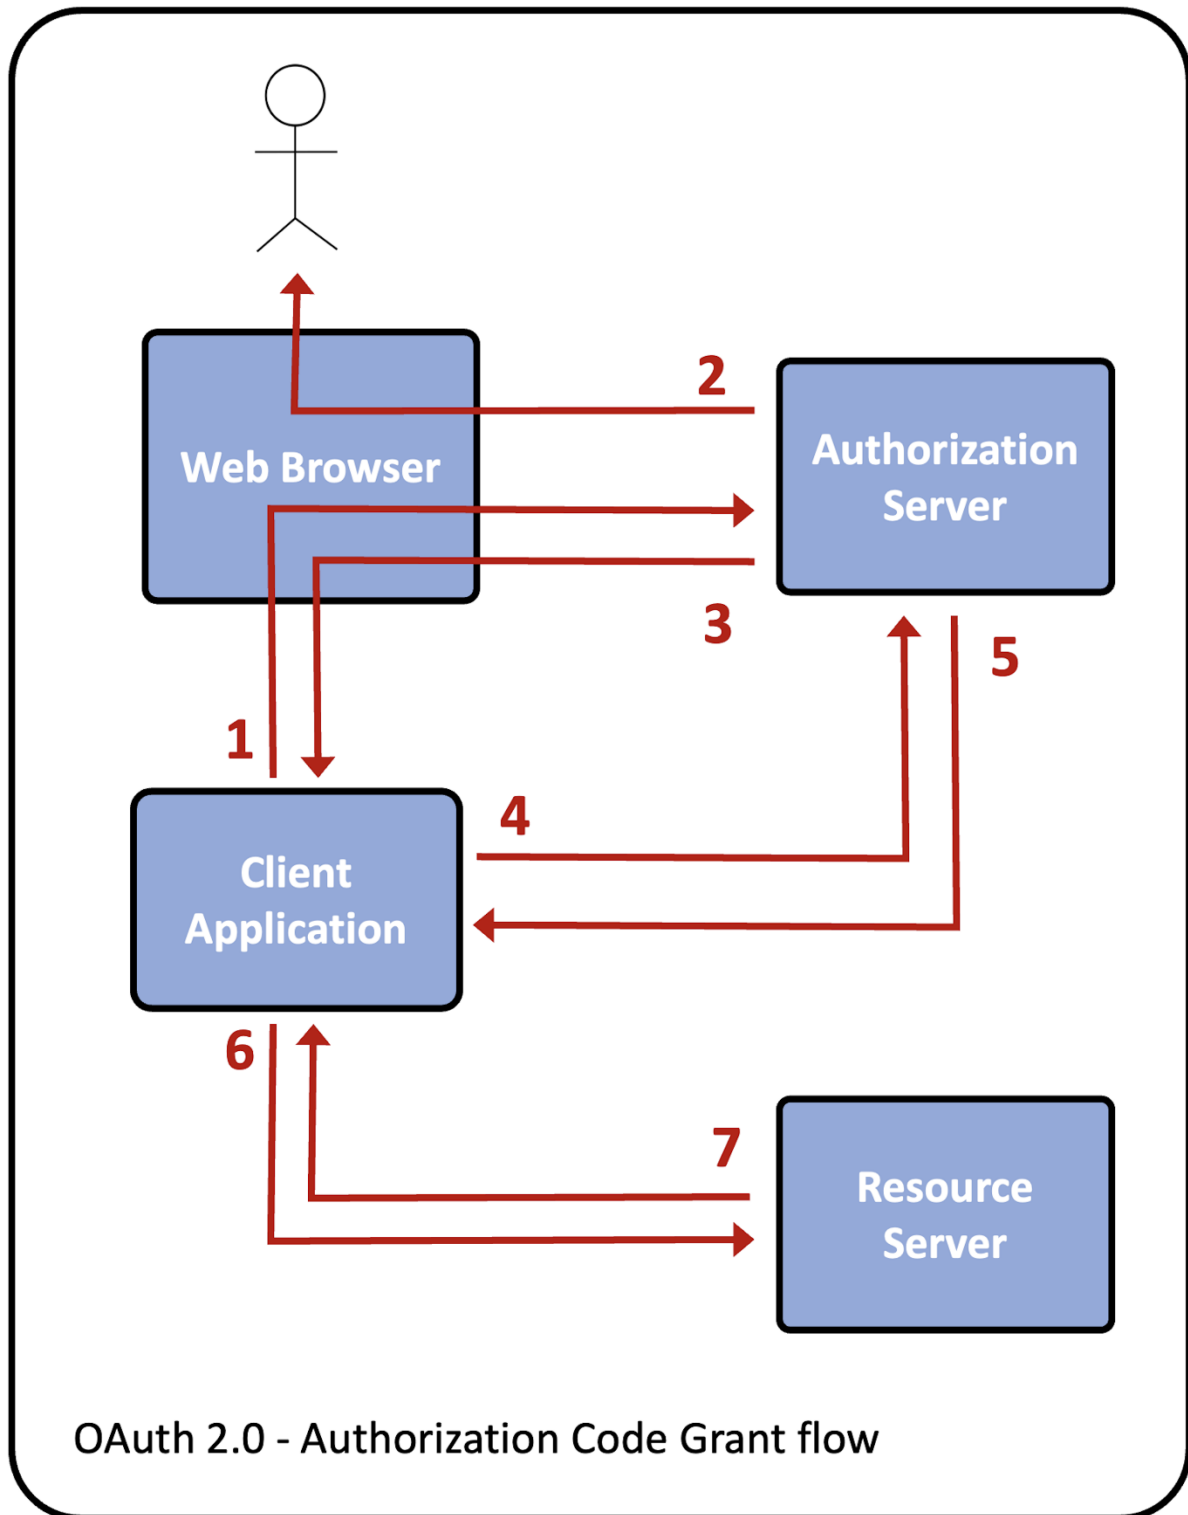 2
Web Browser
Authorization
Server
3
5
1
4
Client
Application
6
7
Resource
Server
OAuth 2.0 - Authorization Code Grant flow